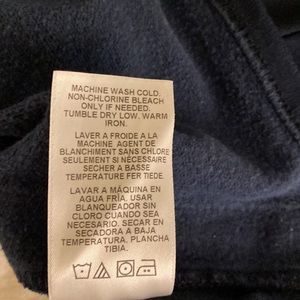 MACHINE WASH COLD.
NON-CHLORINE BLEACH
ONLY IF NEEDED.
TUMBLE DRY LOW. WARM
IRON.
LAVER A FROIDE A LA
MACHINE AGENT DE
BLANCHIMENT SANS CHLORE
SEULEMENT SI NÉCESSAIRE
SECHER A BASSE
TEMPERATURE FER TIEDE.
LAVAR A MÁQUINA EN
AGUA FRÍA. USAR
BLANQUEADOR SIN
CLORO CUANDO SEA
NECESARIO. SECAR EN
SECADORA A BAJA
TEMPERATURA. PLANCHA
TIBIA.